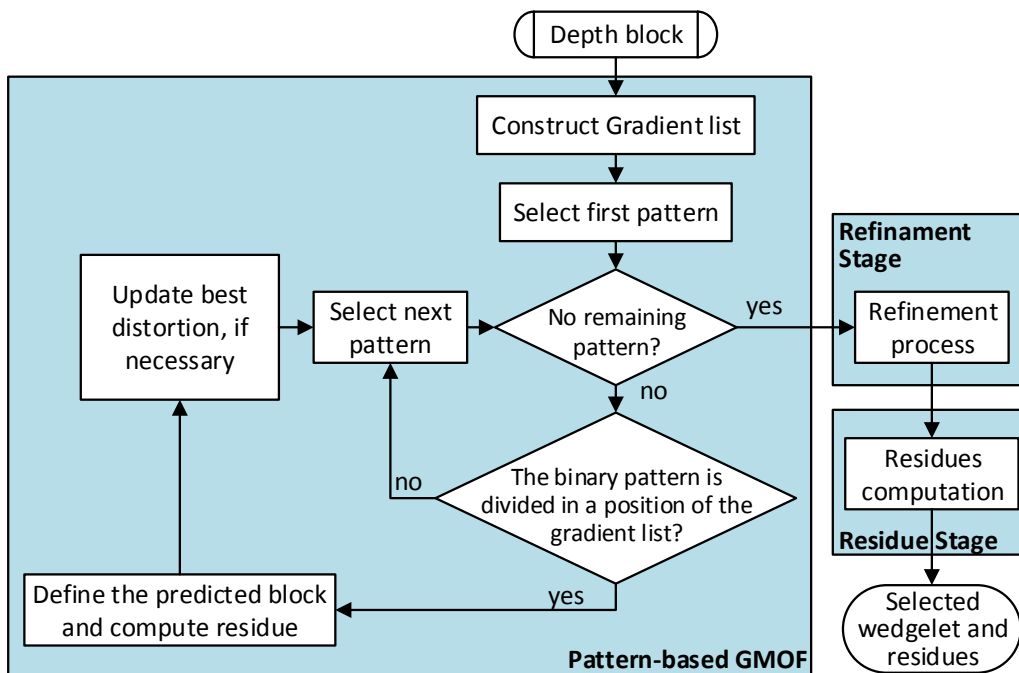 Depth block
Construct Gradient list
Select first pattern
Refinament
Stage
Update best
distortion, if
necessary
Select next
pattern
No remaining
pattern?
yes
Refinement
process
no
The binary pattern is
divided in a position of the
gradient list?
no
Residues
computation
Residue Stage
yes
Define the predicted block
and compute residue
Selected
wedgelet and
residues
Pattern-based GMOF